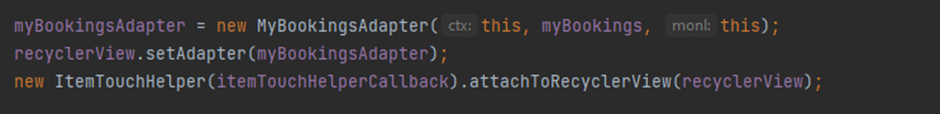 myBookingsAdapter = new MyBookingsAdapter( ctx: this, myBookings, monl: this);
recyclerView.setAdapter(myBookingsAdapter);
new ItemTouchHelper(itemTouchHelperCallback).attachToRecyclerView(recyclerView);